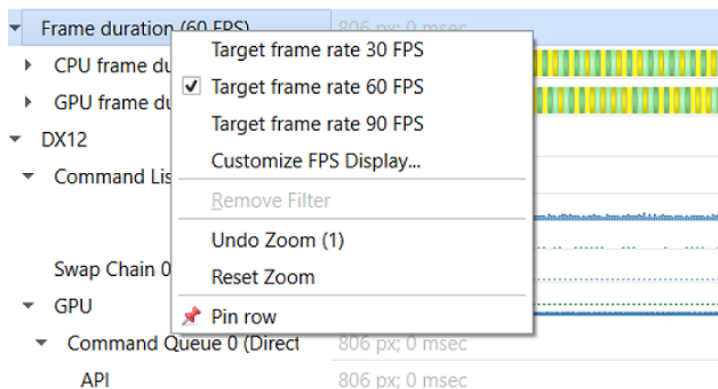 Frame duration (60 FPS) 806 px; 0 msec
Target frame rate 30 FPS
CPU frame du
Target frame rate 60 FPS
GPU frame du
Target frame rate 90 FPS
DX12
Customize FPS Display...
Command Lis
Remove Filter
Undo Zoom (1)
Swap Chain 0
Reset Zoom
GPU
Pin row
Command Queue 0 (Direct 806 px; 0 msec
API 806 px; 0 msec